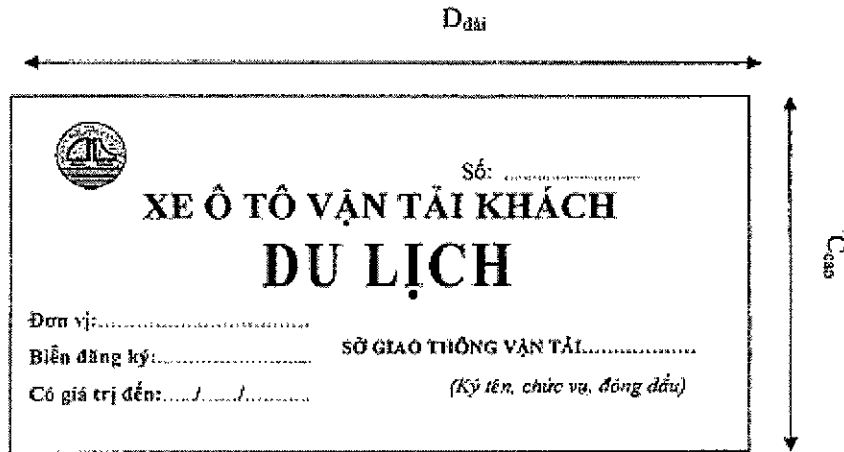 Ddài
Số: ........................
XE Ô TÔ VẬN TẢI KHÁCH
DU LỊCH
Đơn vị:......................................
Biển đăng ký:...........................
SỞ GIAO THÔNG VẬN TẢI....................
Có giá trị đến:...../....../............
(Ký tên, chức vụ, đóng dấu)
Ccao